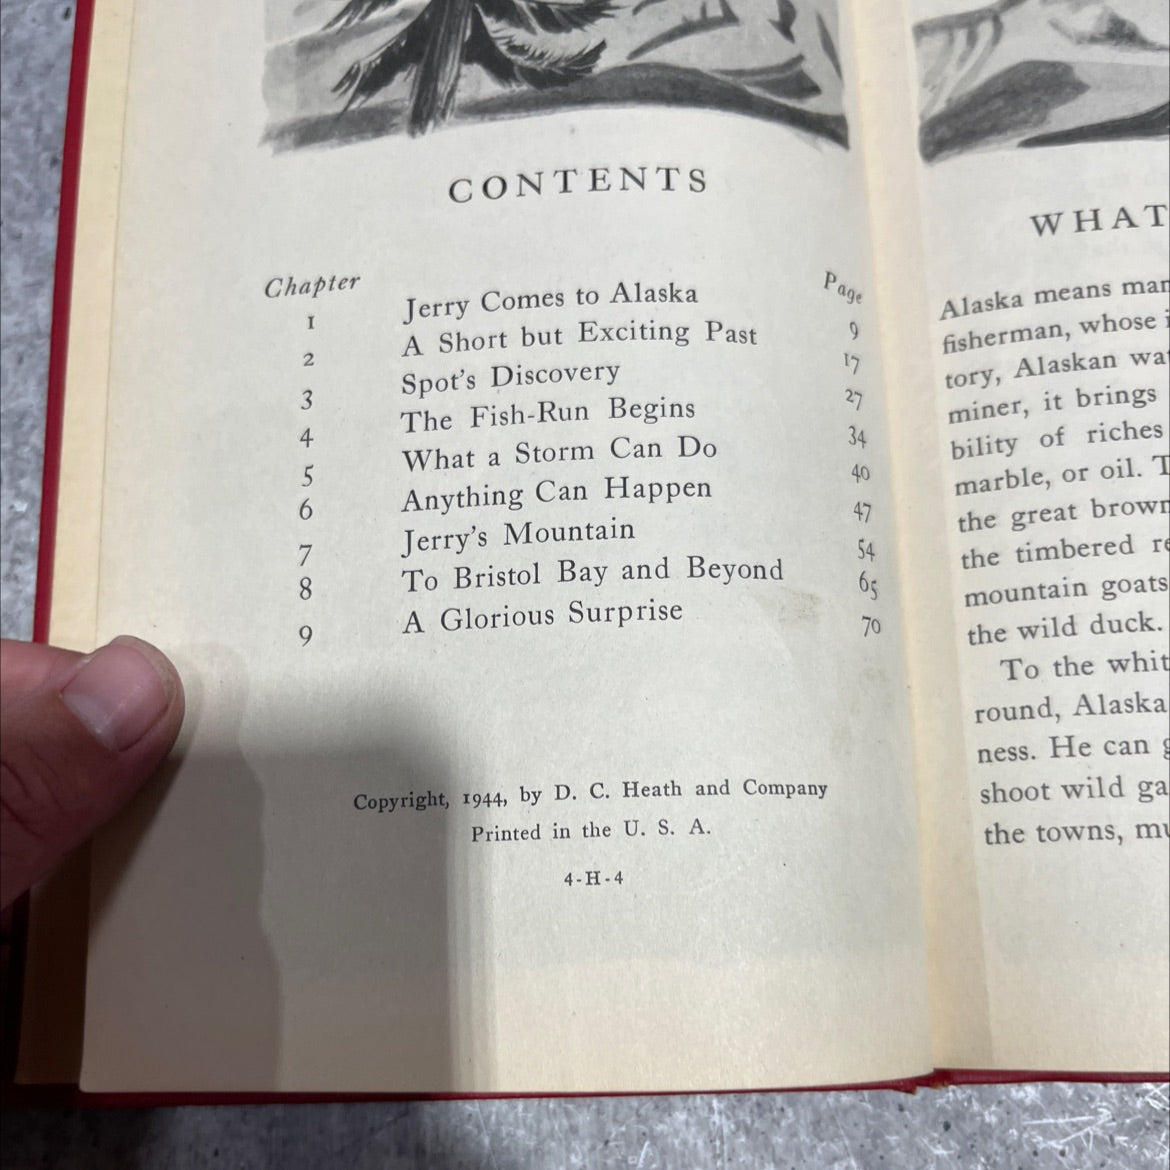 CONTENTS
Chapter Page
1 Jerry Comes to Alaska 9
2 A Short but Exciting Past 17
3 Spot's Discovery 27
4 The Fish-Run Begins 34
5 What a Storm Can Do 40
6 Anything Can Happen 47
7 Jerry's Mountain 54
8 To Bristol Bay and Beyond 65
9 A Glorious Surprise 70
Copyright, 1944, by D. C. Heath and Company
Printed in the U. S. A.
4-H-4
WHAT
Alaska means man
fisherman, whose i
tory, Alaskan wa
miner, it brings
bility of riches
marble, or oil. T
the great brown
the timbered re
mountain goats
the wild duck.
To the whit
round, Alaska
ness. He can g
shoot wild ga
the towns, mu